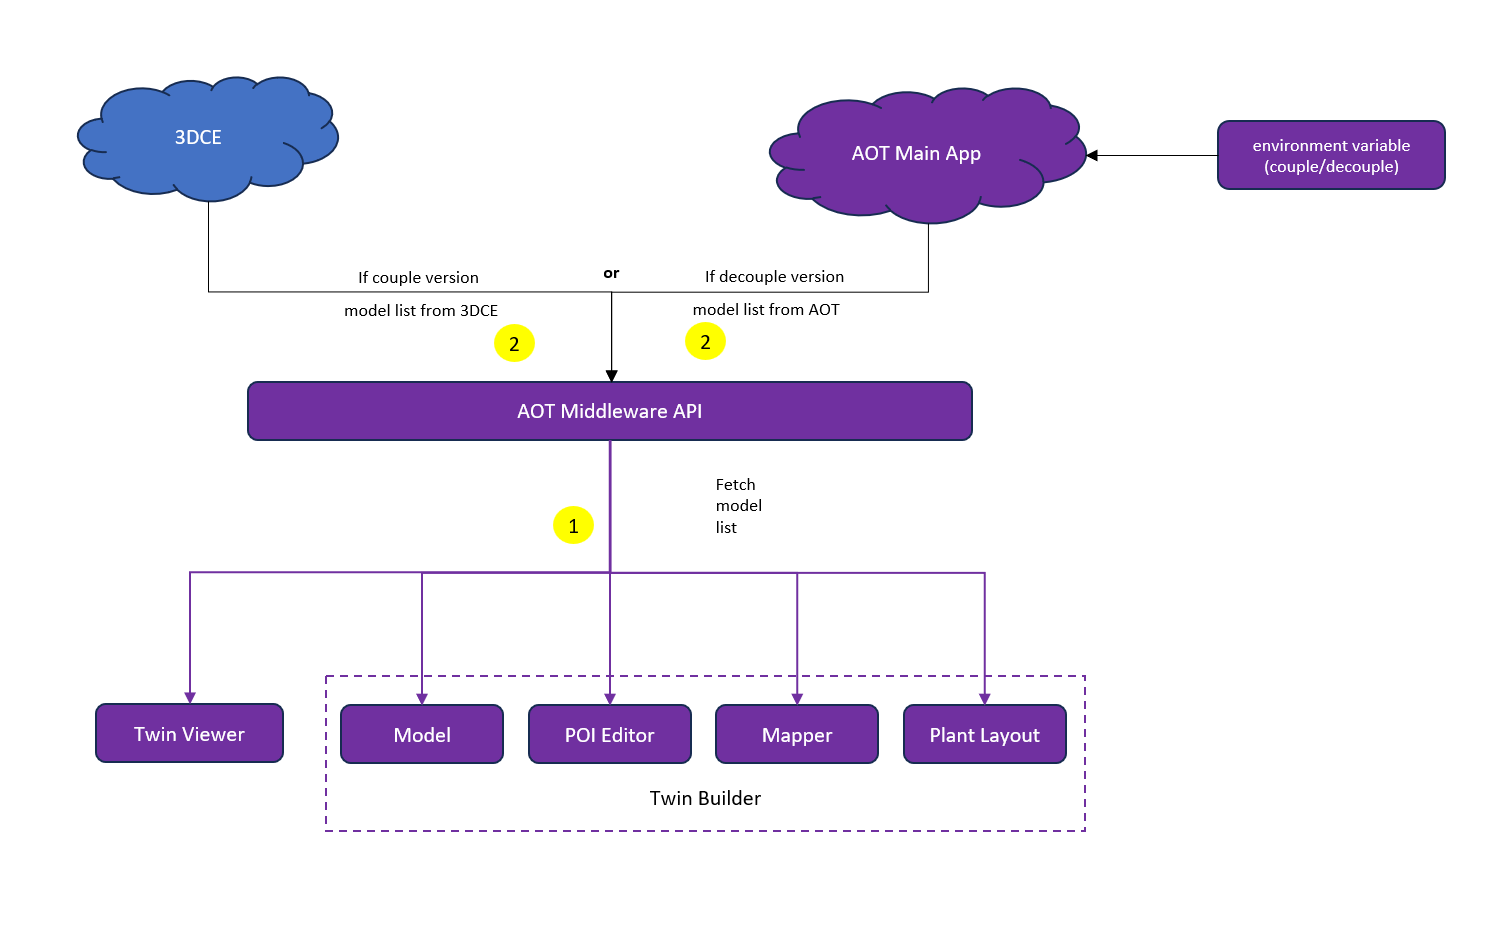 3DCE
AOT Main App
environment variable
(couple/decouple)
If couple version
or
If decouple version
model list from 3DCE
model list from AOT
2
2
AOT Middleware API
Fetch
model
list
1
Twin Viewer
Model
POI Editor
Mapper
Plant Layout
Twin Builder